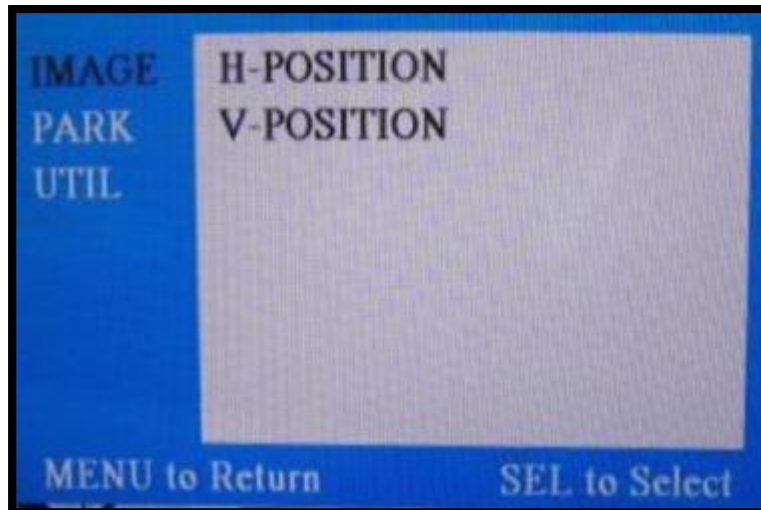 IMAGE
PARK
UTIL
H-POSITION
V-POSITION
MENU to Return
SEL to Select